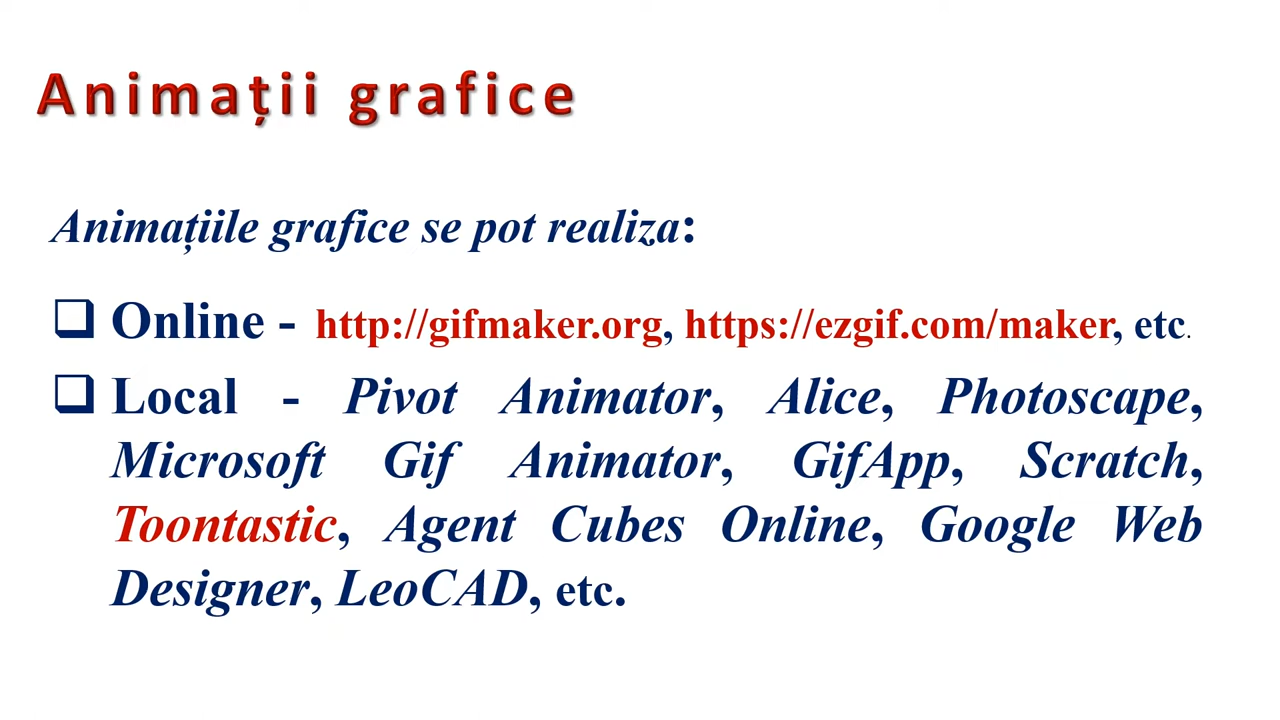 Animații grafice
Animațiile grafice se pot realiza:
❑ Online - http://gifmaker.org, https://ezgif.com/maker, etc.
❑ Local - Pivot Animator, Alice, Photoscape,
Microsoft Gif Animator, GifApp, Scratch,
Toontastic, Agent Cubes Online, Google Web
Designer, LeoCAD, etc.